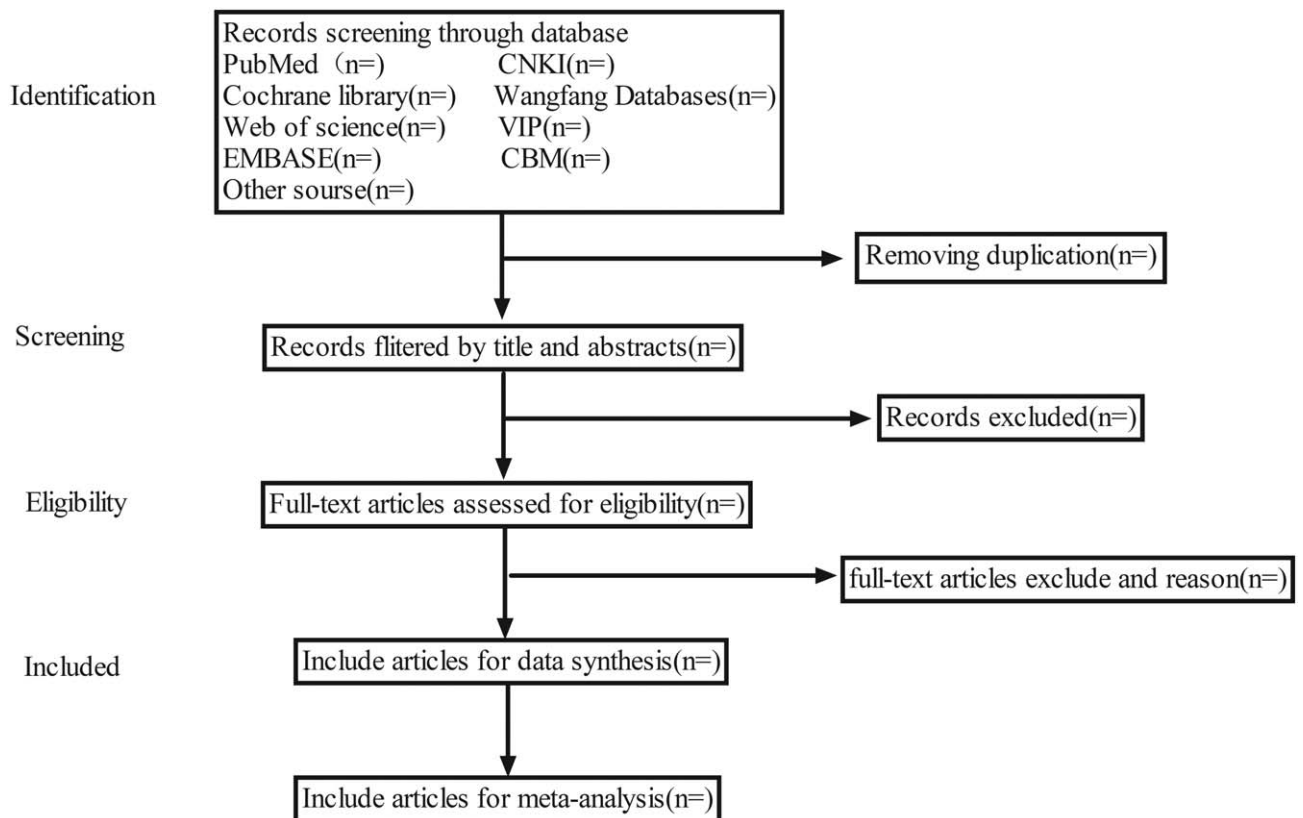 Identification
Records screening through database
PubMed（n=) CNKI(n=)
Cochrane library(n=) Wangfang Databases(n=)
Web of science(n=) VIP(n=)
EMBASE(n=) CBM(n=)
Other sourse(n=)
Removing duplication(n=)
Screening
Records flitered by title and abstracts(n=)
Records excluded(n=)
Eligibility
Full-text articles assessed for eligibility(n=)
full-text articles exclude and reason(n=)
Included
Include articles for data synthesis(n=)
Include articles for meta-analysis(n=)